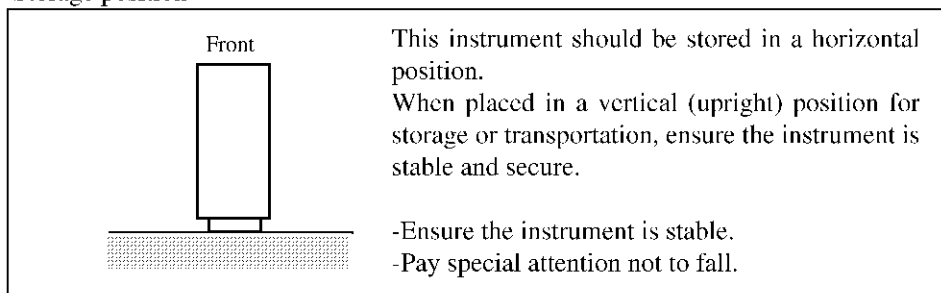 Storage position
Front
This instrument should be stored in a horizontal
position.
When placed in a vertical (upright) position for
storage or transportation, ensure the instrument is
stable and secure.
-Ensure the instrument is stable.
-Pay special attention not to fall.